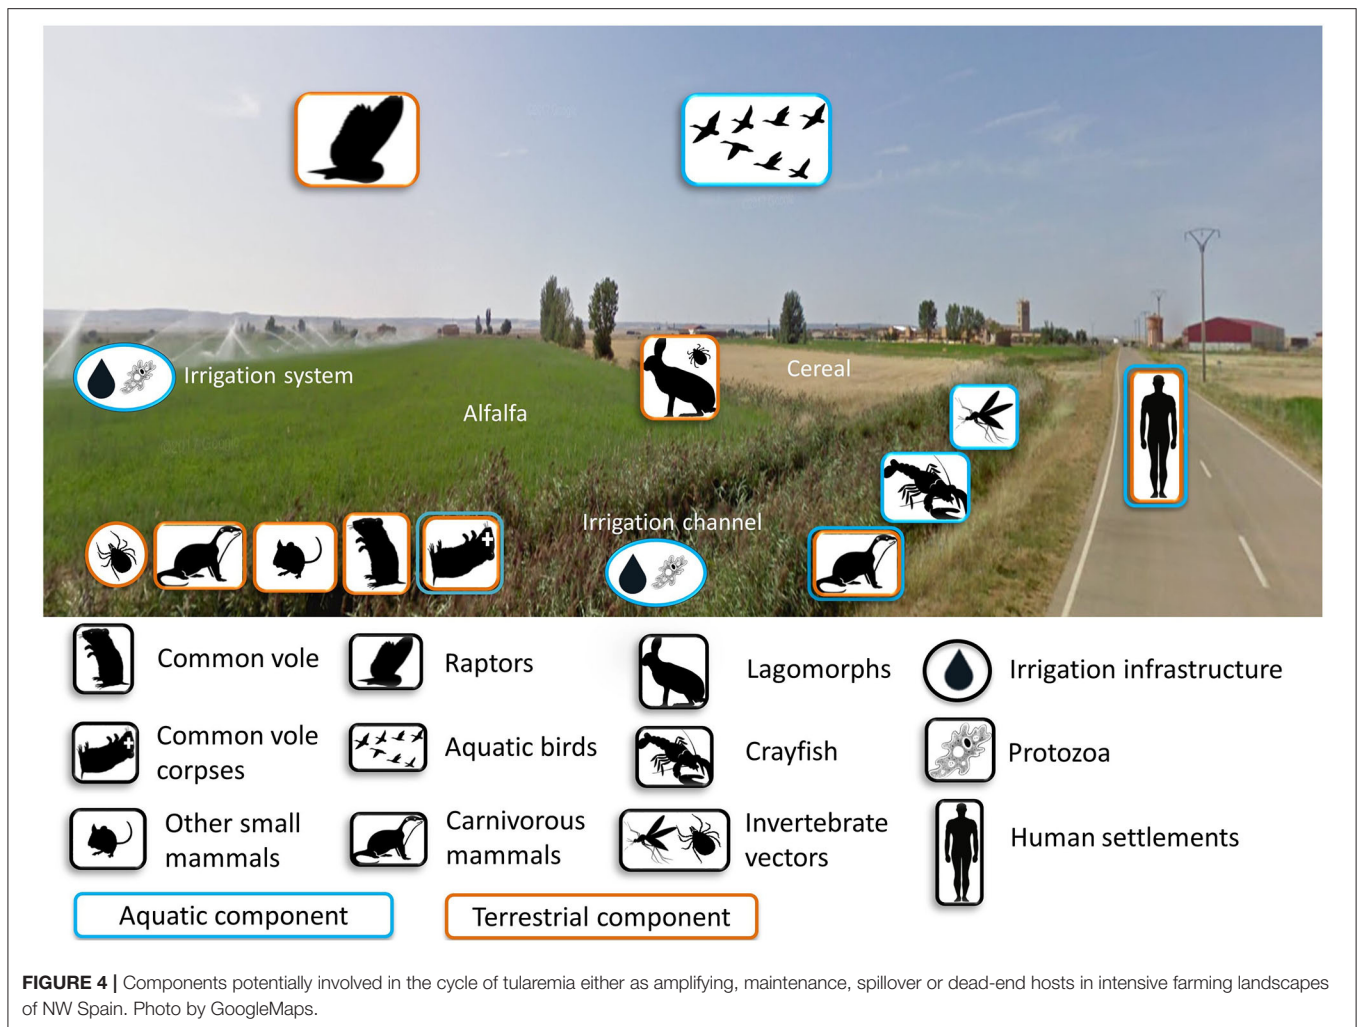 Irrigation system
Cereal
Alfalfa
Irrigation channel
Common vole
Raptors
Lagomorphs
Irrigation infrastructure
Common vole
corpses
Aquatic birds
Crayfish
Protozoa
Other small
mammals
Carnivorous
mammals
Invertebrate
vectors
Human settlements
Aquatic component
Terrestrial component
FIGURE 4 | Components potentially involved in the cycle of tularemia either as amplifying, maintenance, spillover or dead-end hosts in intensive farming landscapes
of NW Spain. Photo by GoogleMaps.